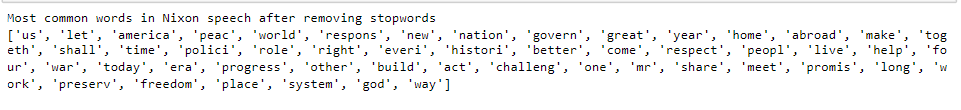 Most common words in Nixon speech after removing stopwords
['us', 'let', 'america', 'peac', 'world', 'respons', 'new', 'nation', 'govern', 'great', 'year', 'home', 'abroad', 'make', 'tog
eth', 'shall', 'time', 'polici', 'role', 'right', 'everi', 'histori', 'better', 'come', 'respect', 'peopl', 'live', 'help', 'fo
ur', 'war', 'today', 'era', 'progress', 'other', 'build', 'act', 'challeng', 'one', 'mr', 'share', 'meet', 'promis', 'long', 'w
ork', 'preserv', 'freedom', 'place', 'system', 'god', 'way']